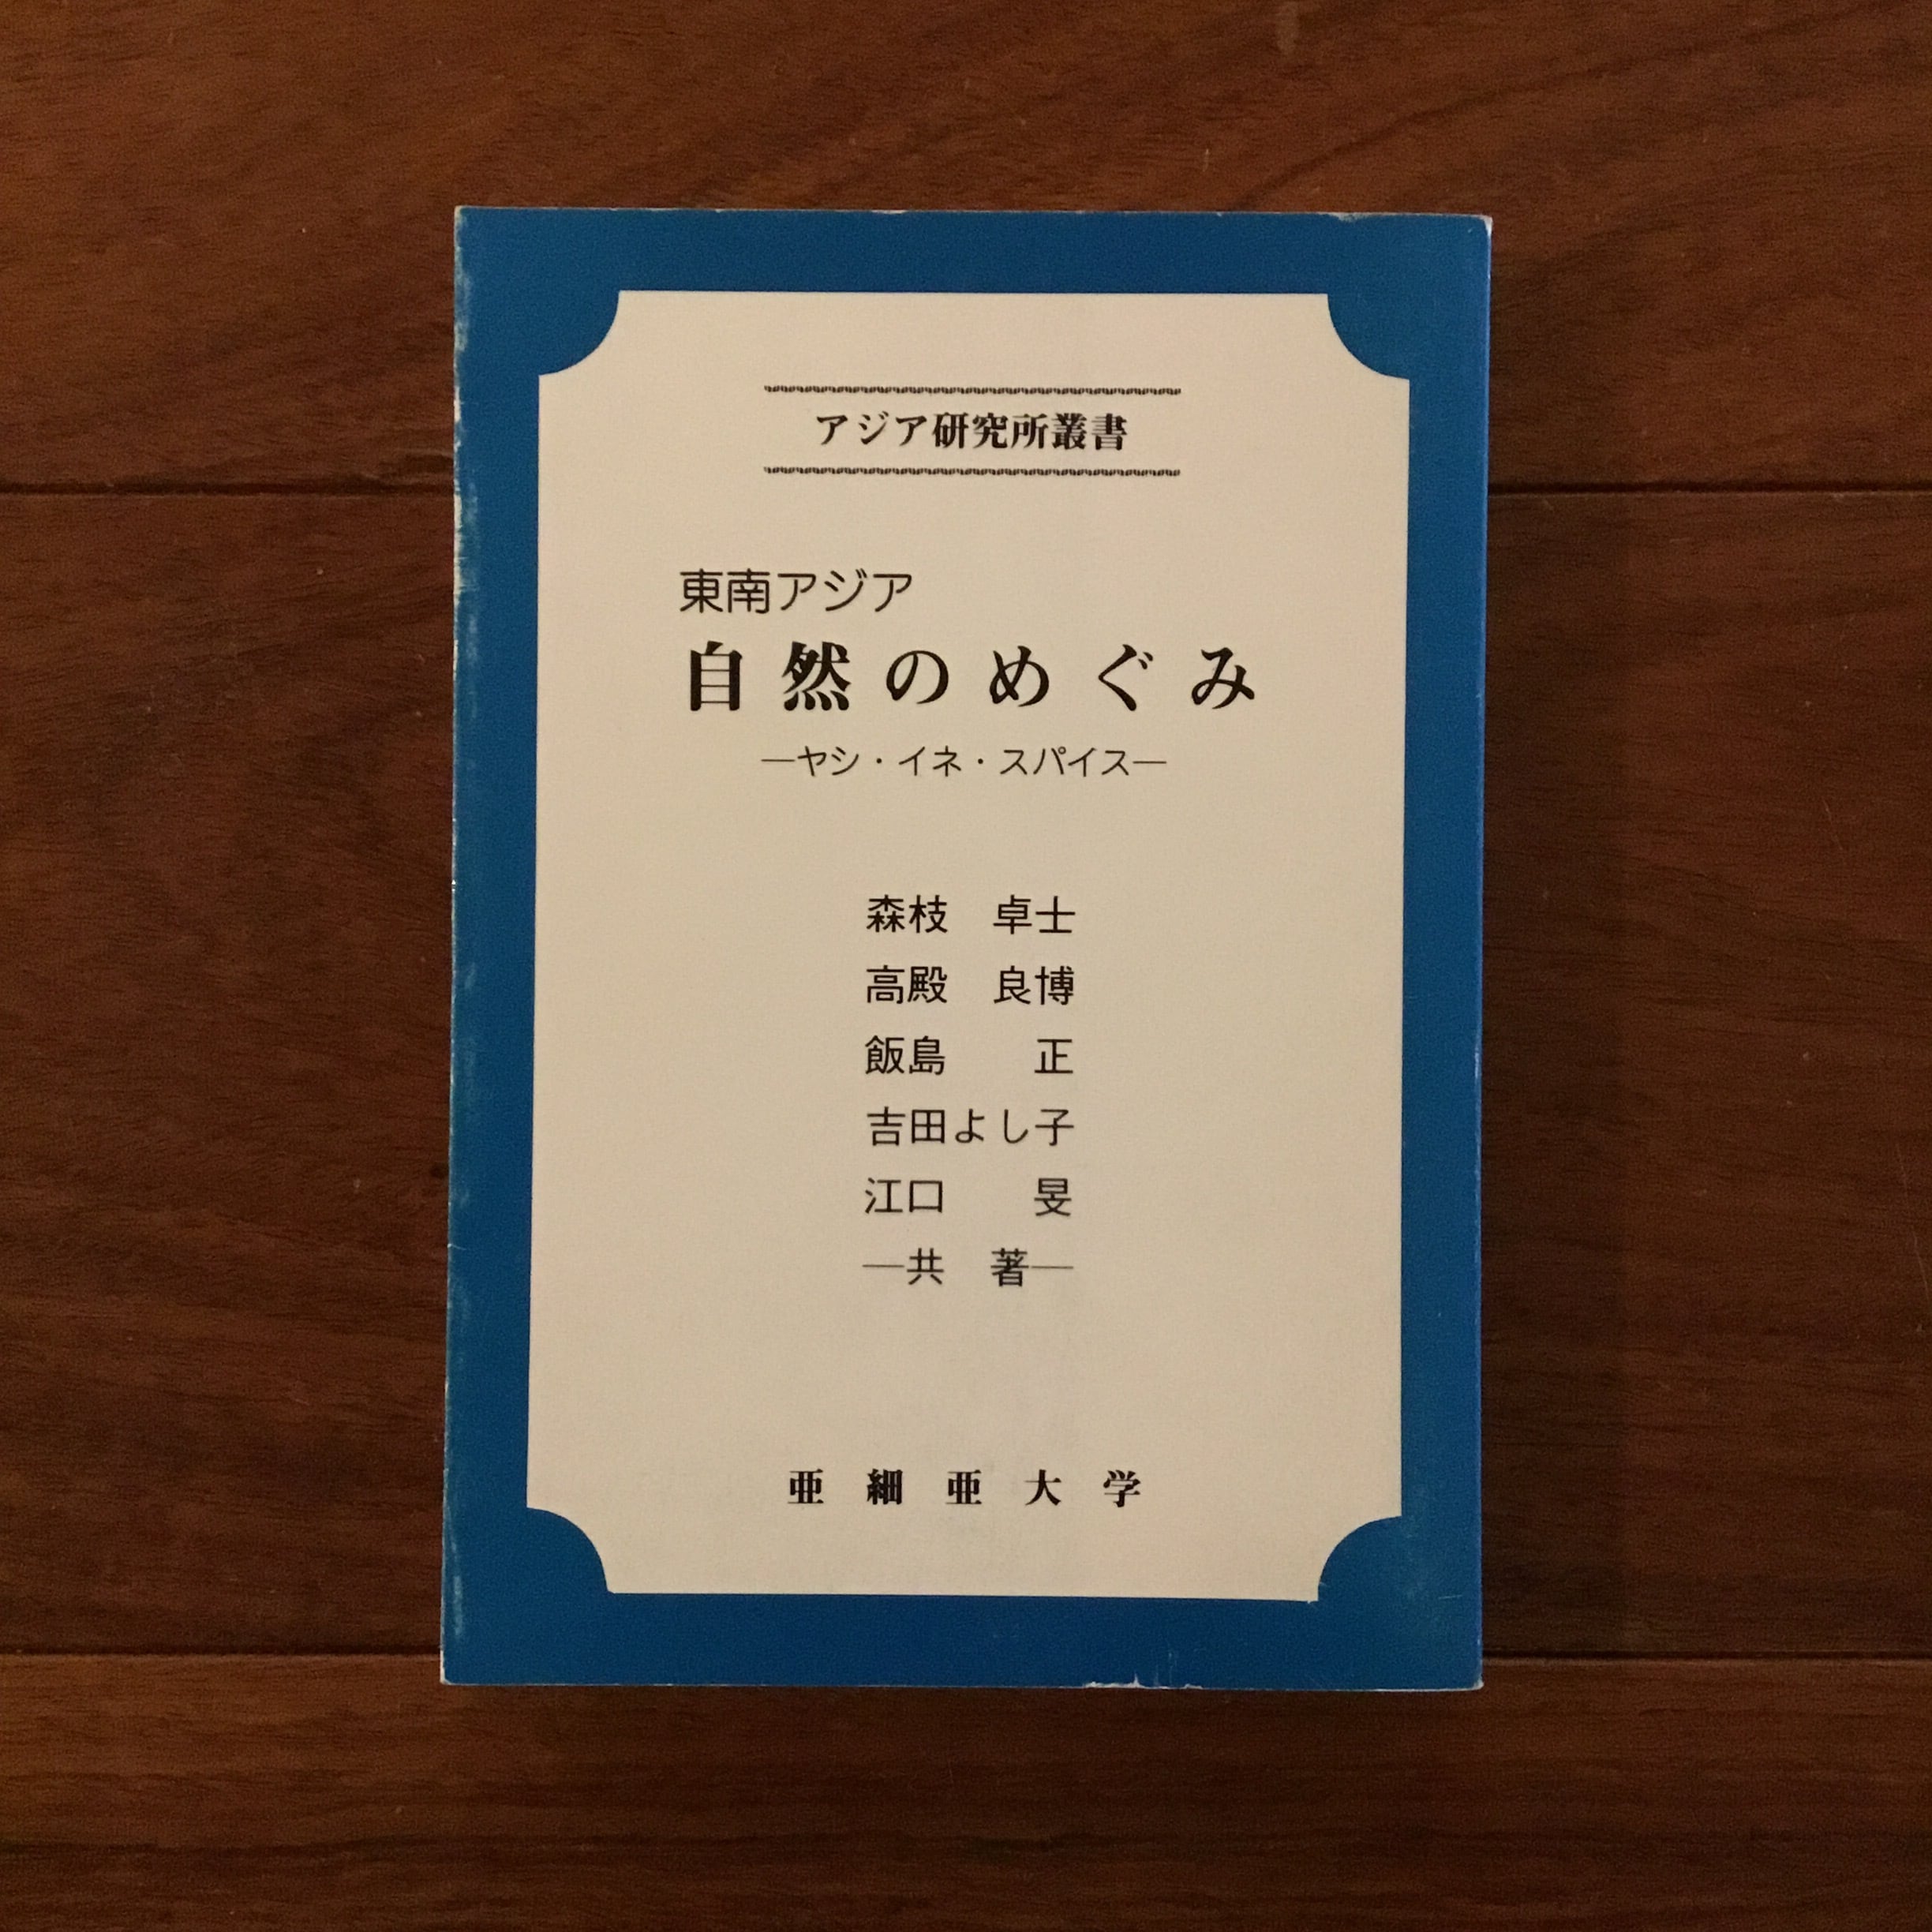 アジア研究所叢書
東南アジア
自然のめぐみ
―ヤシ・イネ・スパイス―
森枝　卓士
高殿　良博
飯島　　正
吉田よし子
江口　　旻
―共　著―
亜細亜大学